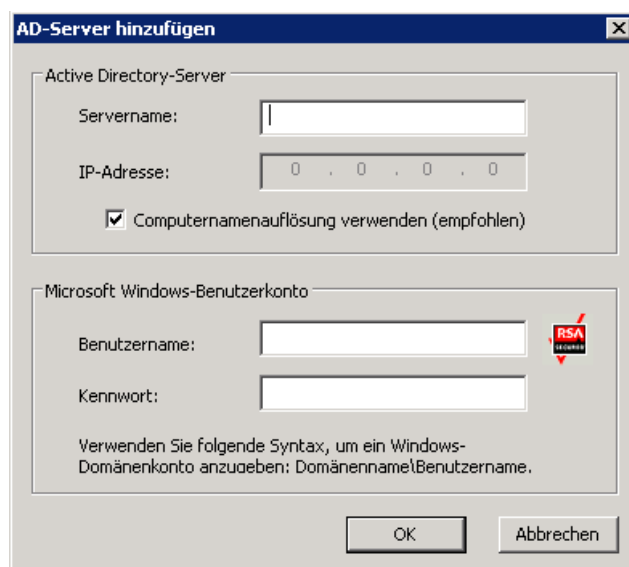 AD-Server hinzufügen
Active Directory-Server
Servername:
IP-Adresse:
0 . 0 . 0 . 0
Computernamenauflösung verwenden (empfohlen)
Microsoft Windows-Benutzerkonto
Benutzername:
RSA
SECURED
Kennwort:
Verwenden Sie folgende Syntax, um ein Windows-
Domänenkonto anzugeben: Domänenname\Benutzername.
OK
Abbrechen